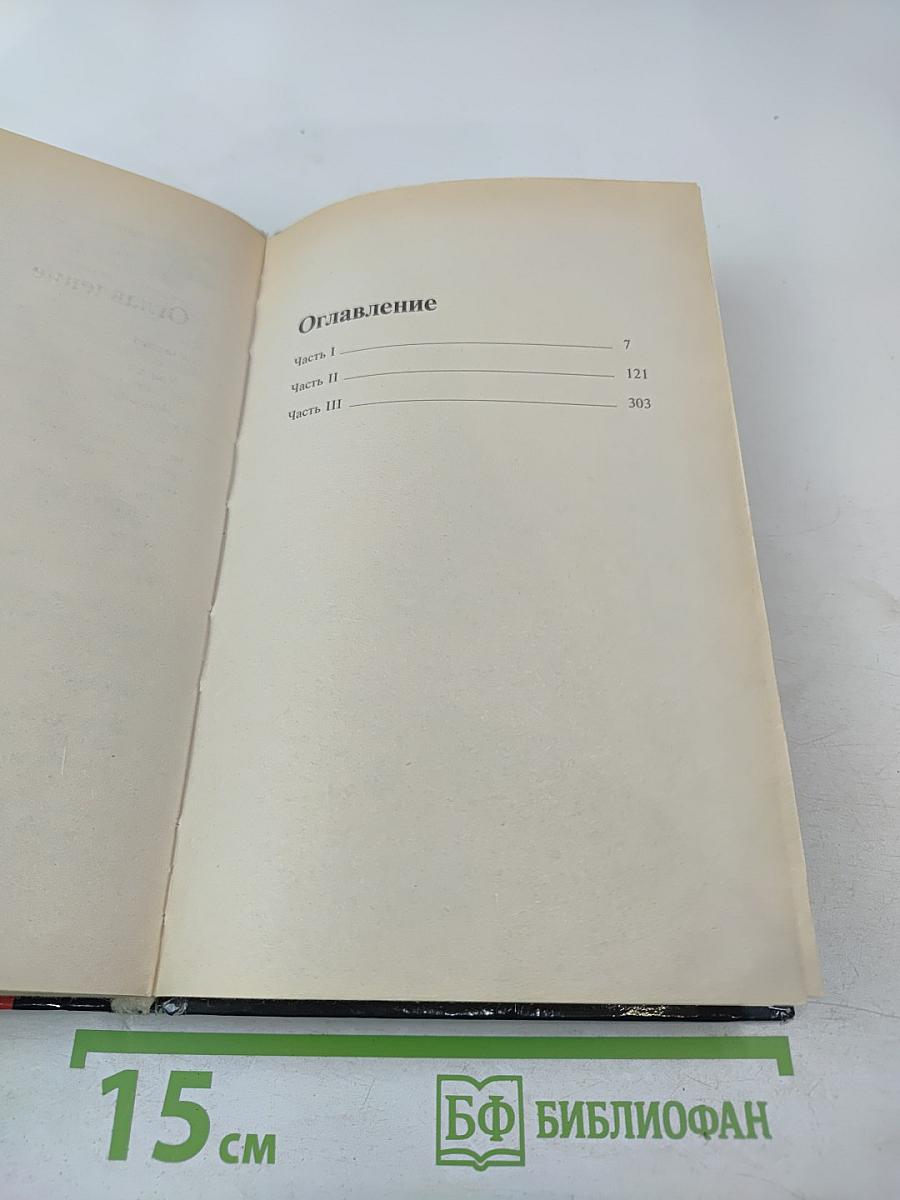 Оглавление
Часть I 7
Часть II 121
Часть III 303
15 см
БФ БИБЛИОФАН